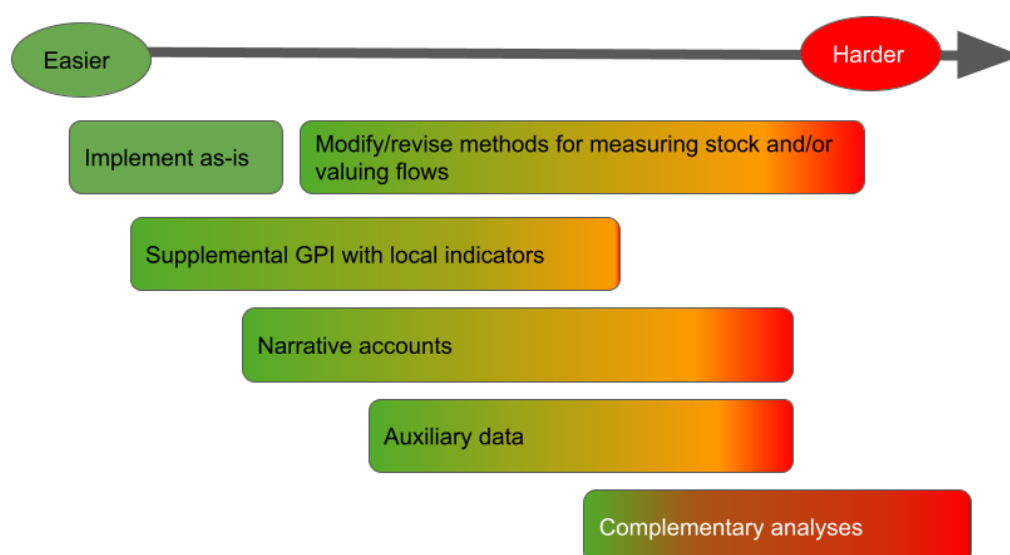 Easier
Harder
Implement as-is
Modify/revise methods for measuring stock and/or
valuing flows
Supplemental GPI with local indicators
Narrative accounts
Auxiliary data
Complementary analyses